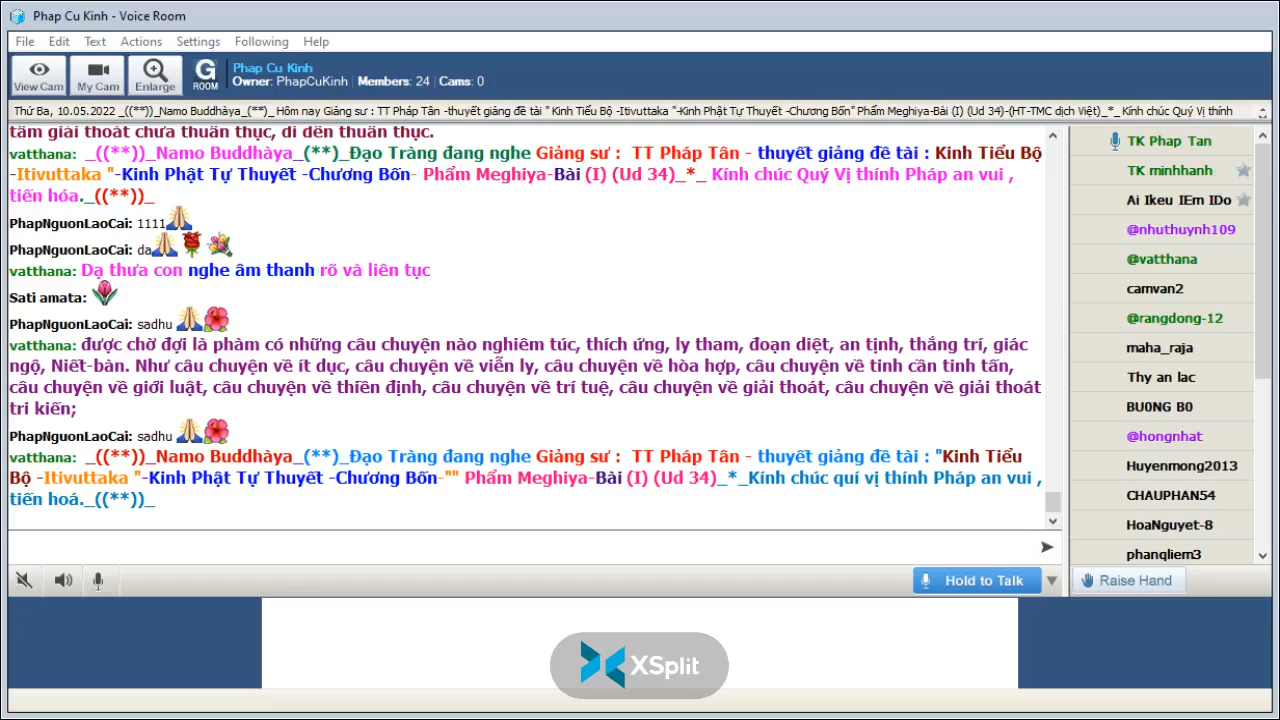 Phap Cu Kinh - Voice Room
File Edit Text Actions Settings Following Help
View Cam My Cam Enlarge G ROOM
Phap Cu Kinh
Owner: PhapCuKinh Members: 24 Cams: 0
Thứ Ba, 10.05.2022 _((**))_Namo Buddhàya_(**)_ Hôm nay Giảng sư : TT Pháp Tân -thuyết giảng đề tài " Kinh Tiểu Bộ -Itivuttaka "-Kinh Phật Tự Thuyết -Chương Bốn" Phẩm Meghiya-Bài (I) (Ud 34)-(HT-TMC dịch Việt)_*_ Kính chúc Quý Vị thính
tâm giải thoát chưa thuần thục, đi đến thuần thục.
vatthana: _((**))_Namo Buddhàya_(**)_Đạo Tràng đang nghe Giảng sư : TT Pháp Tân - thuyết giảng đề tài : Kinh Tiểu Bộ
-Itivuttaka "-Kinh Phật Tự Thuyết -Chương Bốn- Phẩm Meghiya-Bài (I) (Ud 34)_*_ Kính chúc Quý Vị thính Pháp an vui ,
tiến hóa._((**))_
PhapNguonLaoCai: 1111
PhapNguonLaoCai: da
vatthana: Dạ thưa con nghe âm thanh rõ và liên tục
Sati amata:
PhapNguonLaoCai: sadhu
vatthana: được chờ đợi là phàm có những câu chuyện nào nghiêm túc, thích ứng, ly tham, đoạn diệt, an tịnh, thắng trí, giác
ngộ, Niết-bàn. Như câu chuyện về ít dục, câu chuyện về viễn ly, câu chuyện về hòa hợp, câu chuyện về tinh cần tinh tấn,
câu chuyện về giới luật, câu chuyện về thiền định, câu chuyện về trí tuệ, câu chuyện về giải thoát, câu chuyện về giải thoát
tri kiến;
PhapNguonLaoCai: sadhu
vatthana: _((**))_Namo Buddhàya_(**)_Đạo Tràng đang nghe Giảng sư : TT Pháp Tân - thuyết giảng đề tài : "Kinh Tiểu
Bộ -Itivuttaka "-Kinh Phật Tự Thuyết -Chương Bốn-"" Phẩm Meghiya-Bài (I) (Ud 34)_*_Kính chúc quí vị thính Pháp an vui ,
tiến hoá._((**))_
TK Phap Tan
TK minhhanh
Ai Ikeu IEm IDo
@nhuthuynh109
@vatthana
camvan2
@rangdong-12
maha_raja
Thy an lac
BU0NG B0
@hongnhat
Huyenmong2013
CHAUPHAN54
HoaNguyet-8
phanqliem3
Hold to Talk
Raise Hand
XSplit